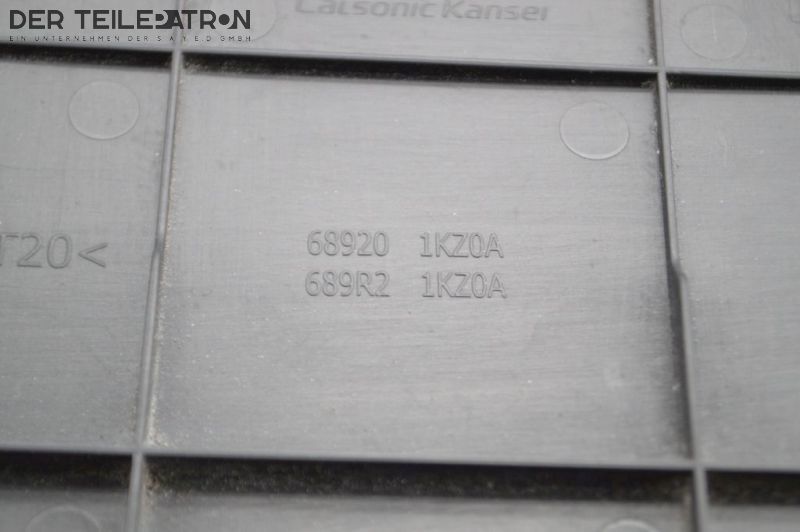 DER TEILEPATRON
EIN UNTERNEHMEN DER S.A.Y.E.D GMBH
Calsonic Kansei
T20<
68920 1KZ0A
689R2 1KZ0A